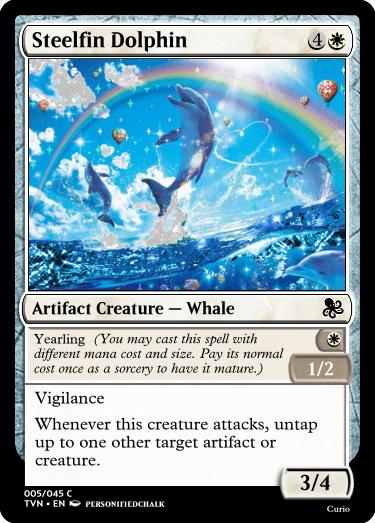 Steelfin Dolphin 4
Artifact Creature — Whale
Yearling (You may cast this spell with
different mana cost and size. Pay its normal
cost once as a sorcery to have it mature.)
1/2
Vigilance
Whenever this creature attacks, untap
up to one other target artifact or
creature.
3/4
005/045 C
TVN • EN PERSONIFIEDCHALK
Curio